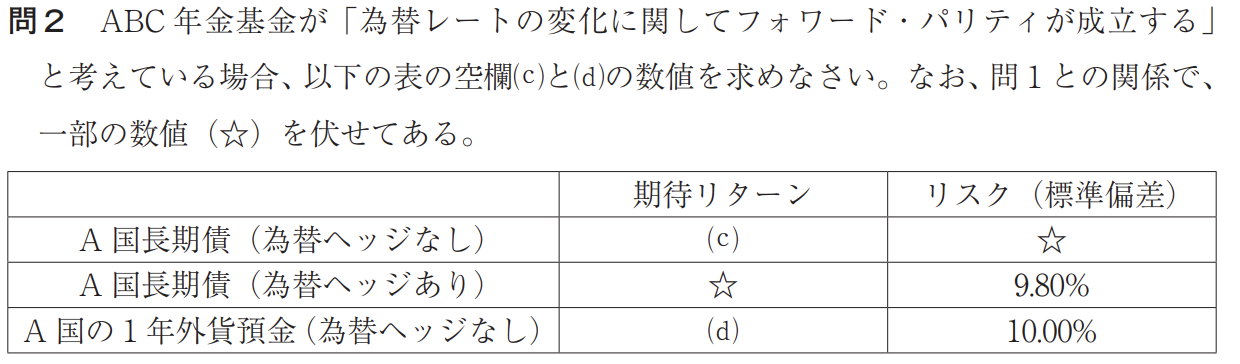 問2 ABC 年金基金が「為替レートの変化に関してフォワード・パリティが成立する」
と考えている場合、以下の表の空欄(c)と(d)の数値を求めなさい。なお、問1との関係で、
一部の数値（☆）を伏せてある。
期待リターン リスク（標準偏差）
A 国長期債（為替ヘッジなし） (c) ☆
A 国長期債（為替ヘッジあり） ☆ 9.80%
A 国の1年外貨預金（為替ヘッジなし） (d) 10.00%